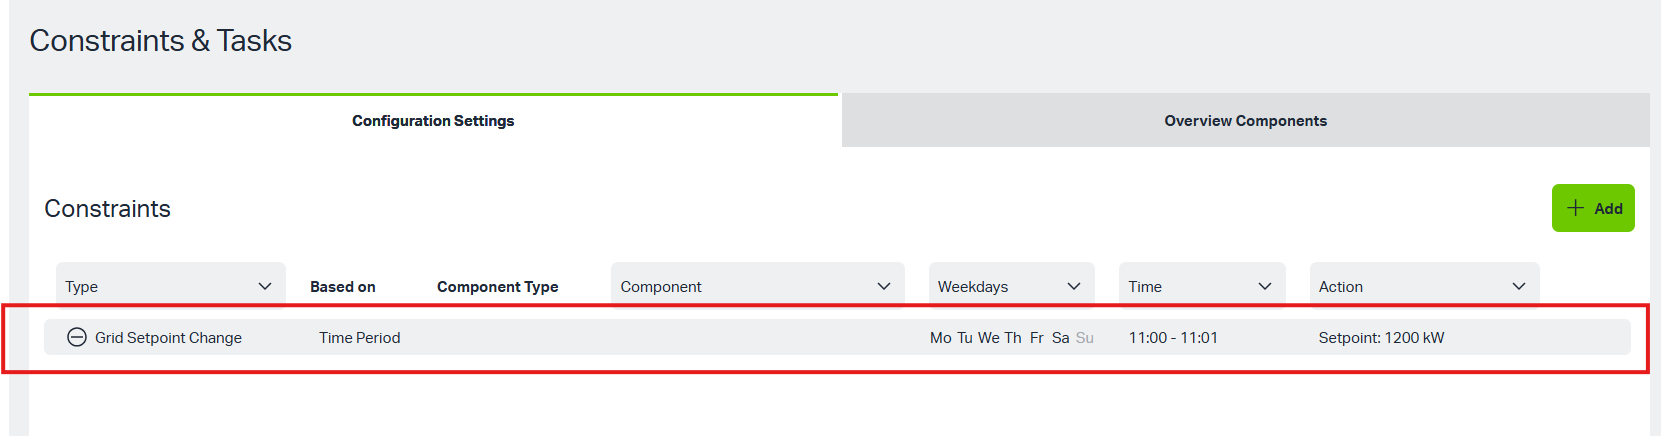 Constraints & Tasks
Configuration Settings Overview Components
Constraints
Add
Type Based on Component Type Component Weekdays Time Action
Grid Setpoint Change Time Period Mo Tu We Th Fr Sa Su 11:00 - 11:01 Setpoint: 1200 kW